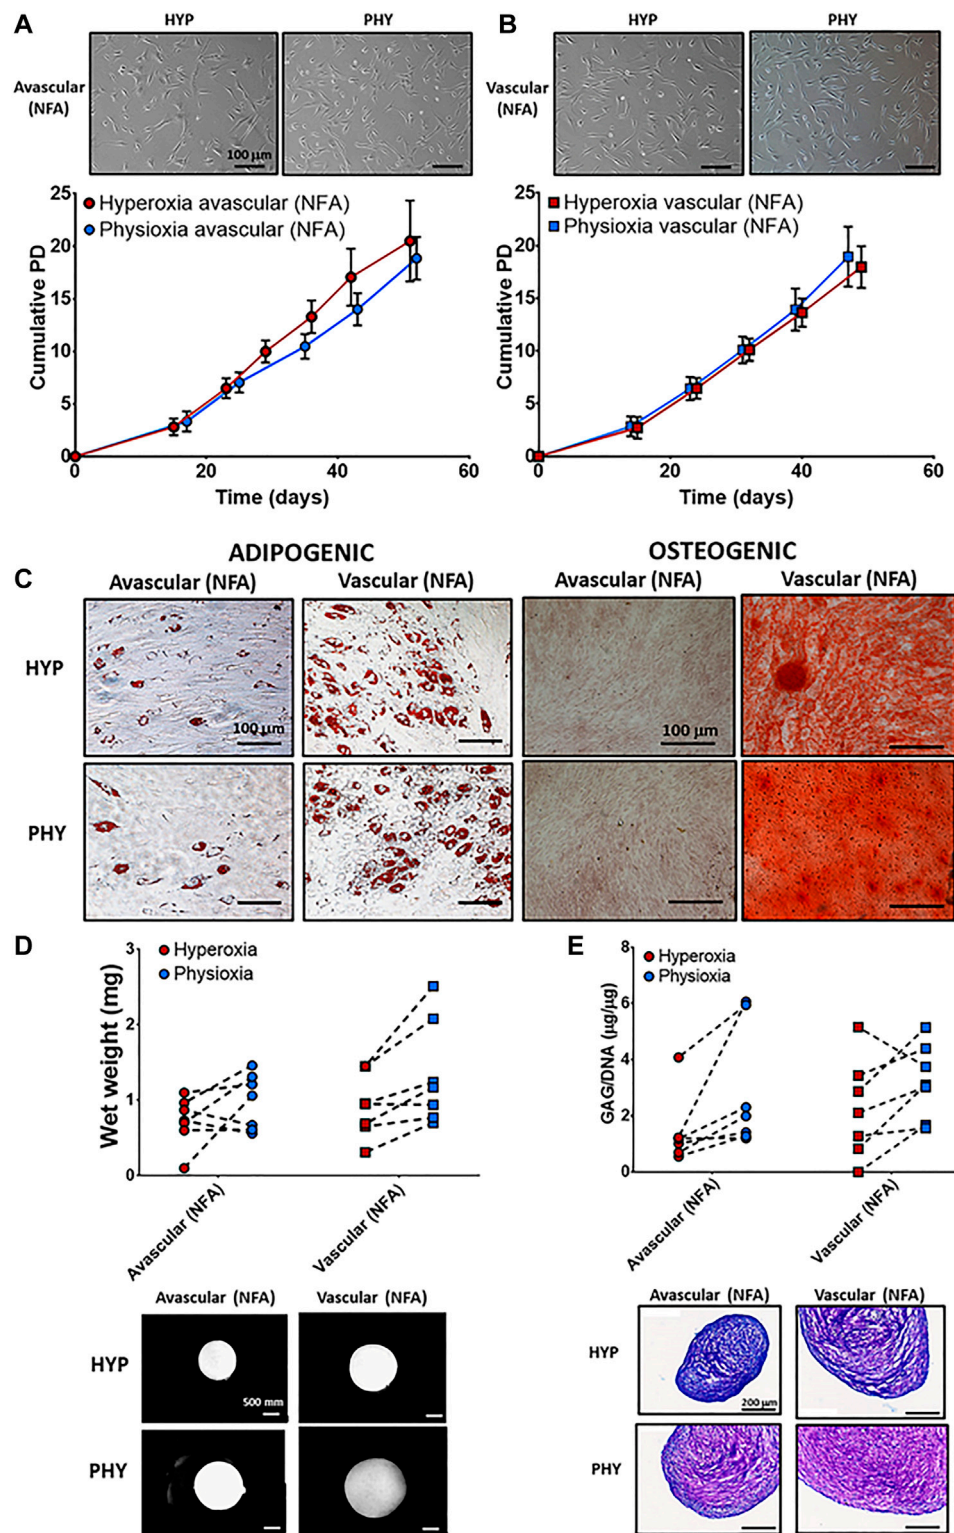 A
HYP
PHY
Avascular
(NFA)
100 µm
25
20
15
10
5
0
Cumulative PD
Hyperoxia avascular (NFA)
Physioxia avascular (NFA)
0
20
40
60
Time (days)
B
HYP
PHY
Vascular
(NFA)
25
20
15
10
5
0
Cumulative PD
Hyperoxia vascular (NFA)
Physioxia vascular (NFA)
0
20
40
60
Time (days)
C
ADIPOGENIC
OSTEOGENIC
Avascular (NFA)
Vascular (NFA)
Avascular (NFA)
Vascular (NFA)
HYP
100 µm
100 µm
PHY
D
3
2
1
0
Wet weight (mg)
Hyperoxia
Physioxia
Avascular (NFA)
Vascular (NFA)
Avascular (NFA)
Vascular (NFA)
HYP
500 mm
PHY
E
8
6
4
2
0
GAG/DNA (µg/µg)
Hyperoxia
Physioxia
Avascular (NFA)
Vascular (NFA)
Avascular (NFA)
Vascular (NFA)
HYP
200 µm
PHY